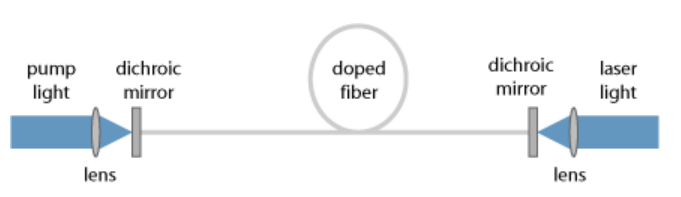 pump
light
dichroic
mirror
doped
fiber
dichroic
mirror
laser
light
lens
lens